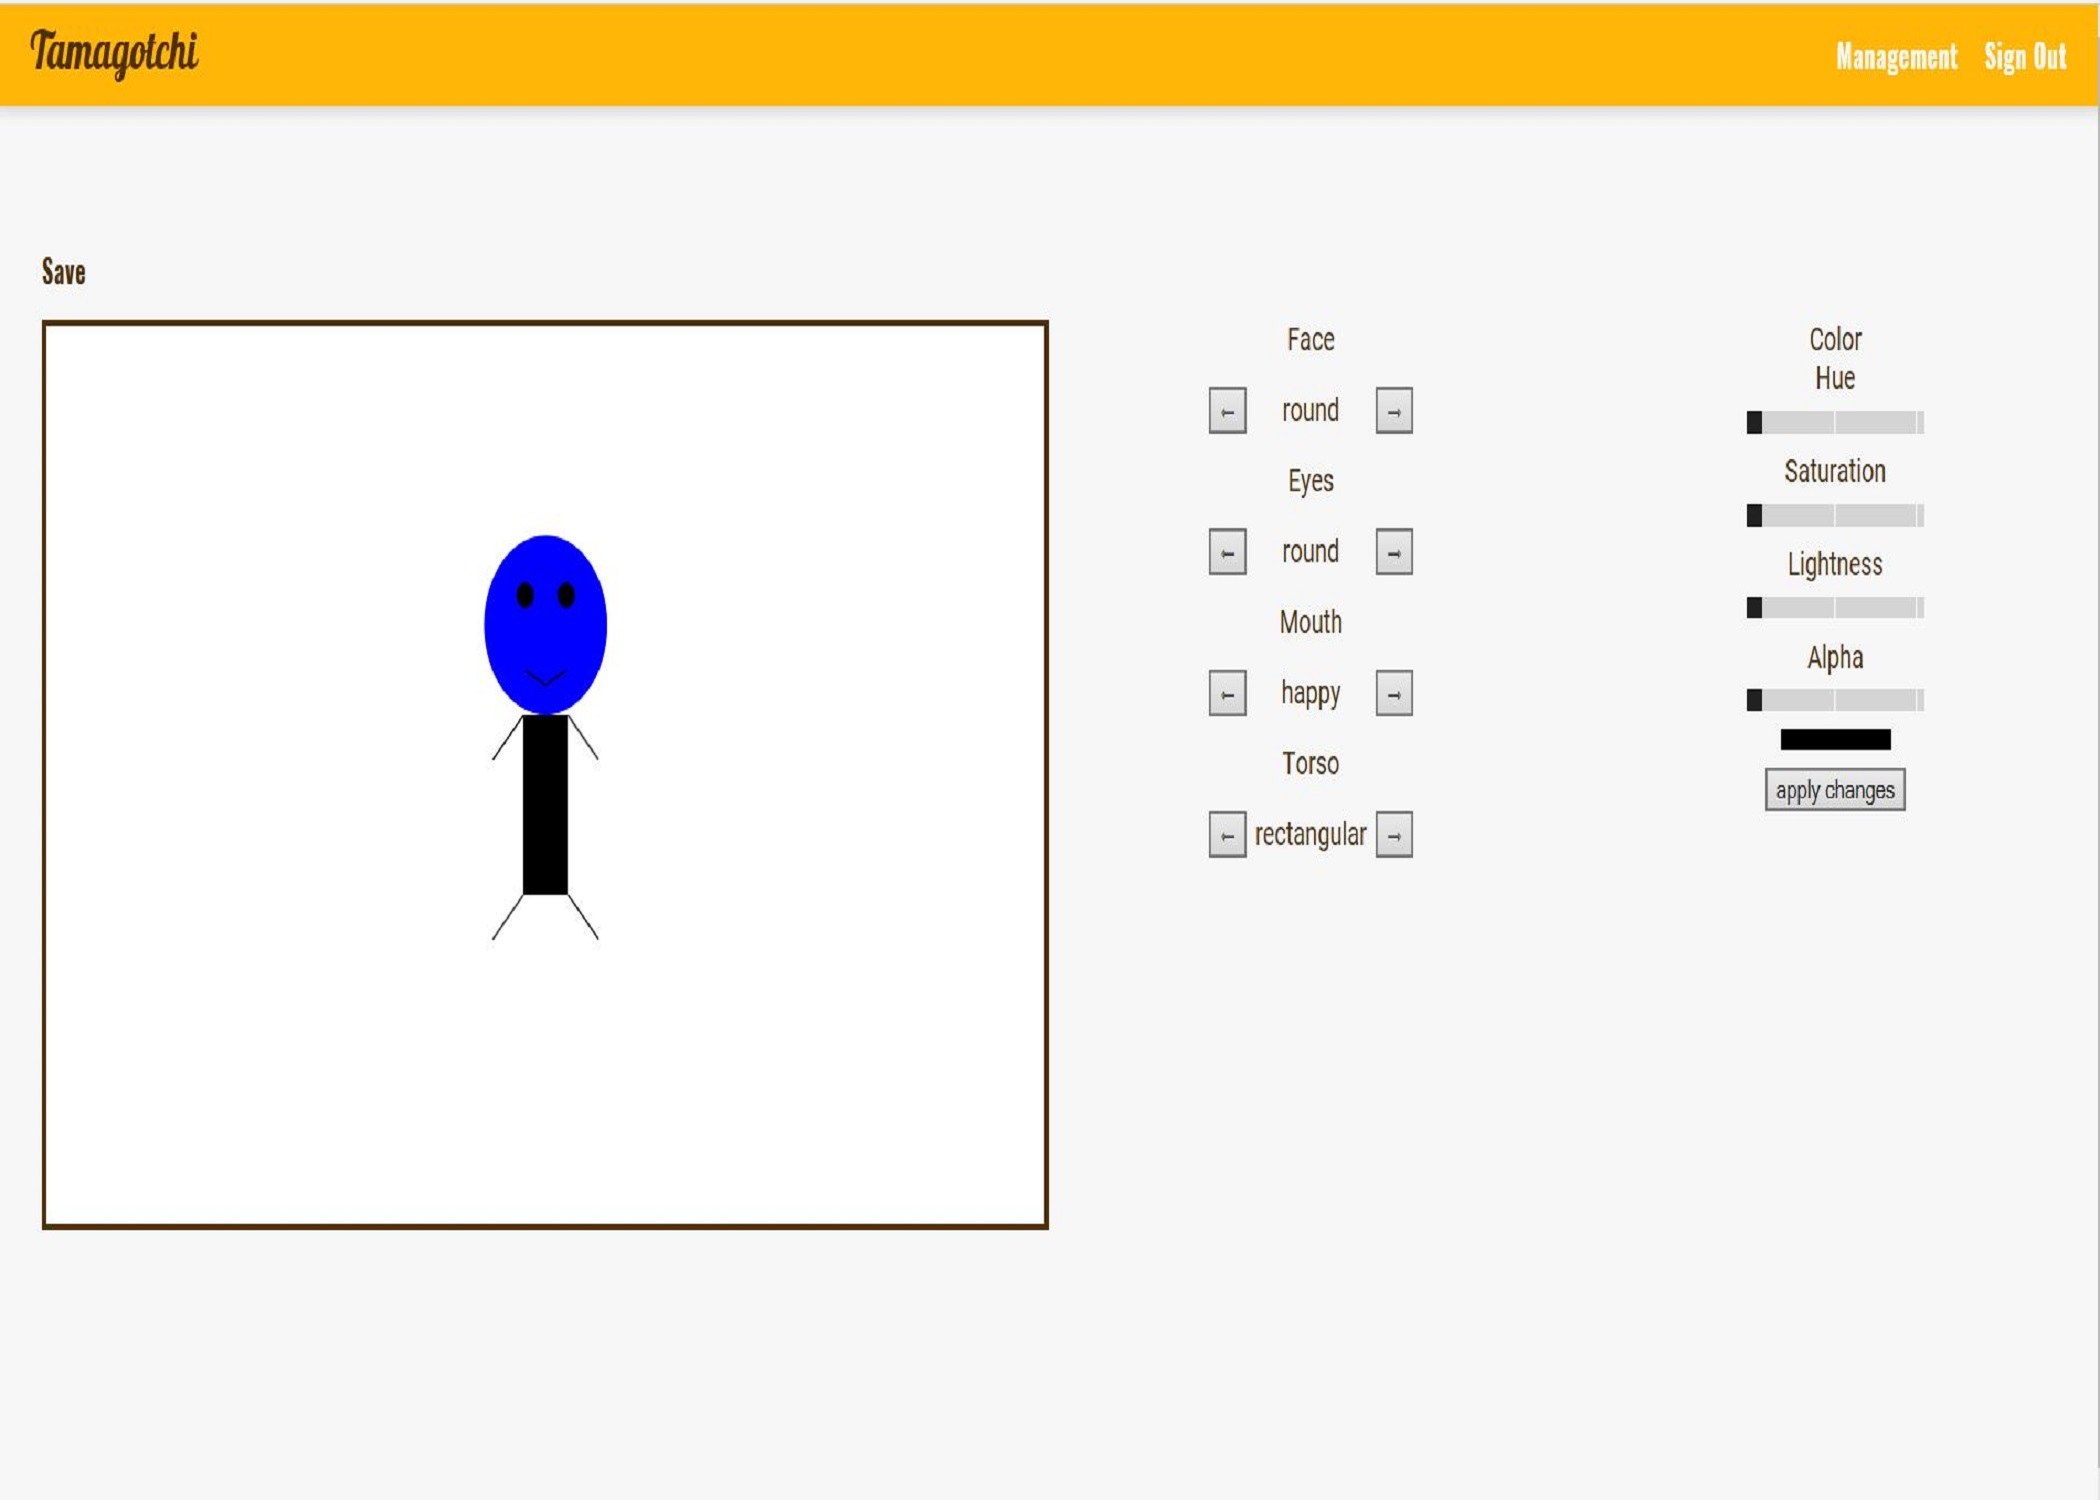 Tamagotchi
Management Sign Out
Save
Face
← round →
Eyes
← round →
Mouth
← happy →
Torso
← rectangular →
Color
Hue
Saturation
Lightness
Alpha
apply changes